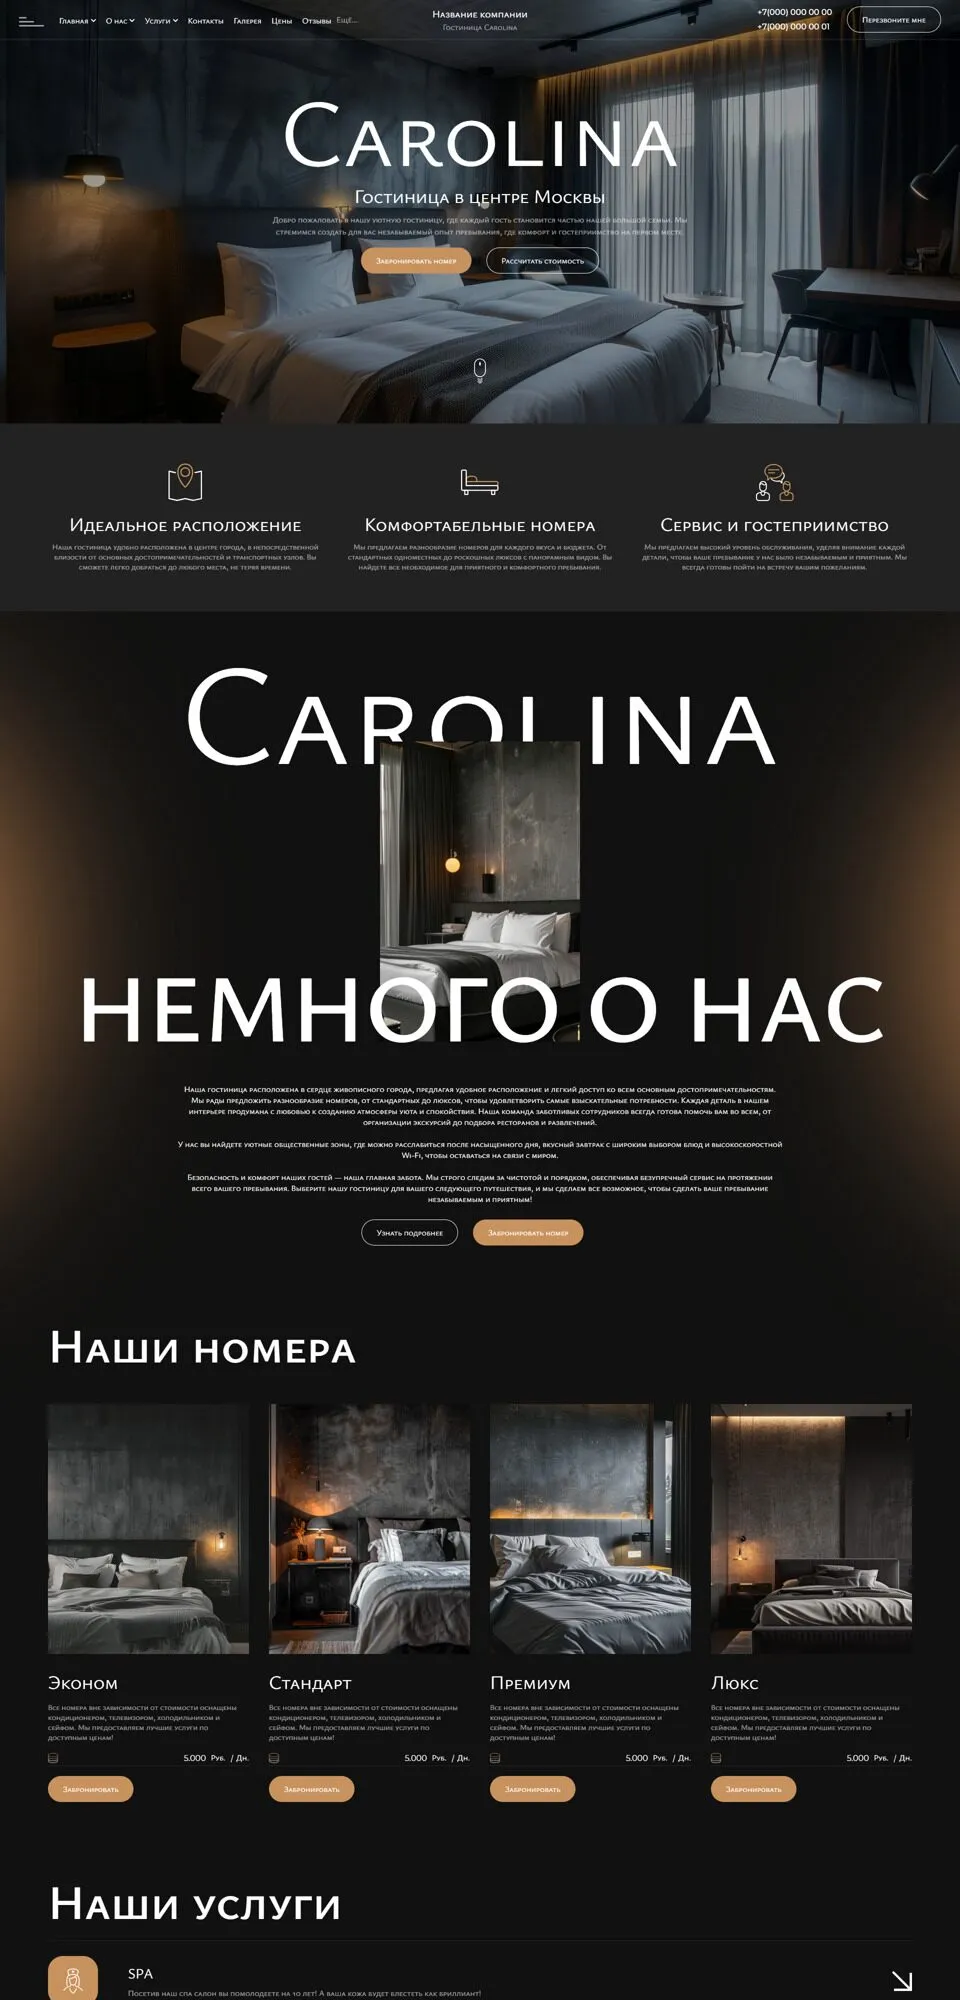 Главная О нас Услуги Контакты Галерея Цены Отзывы Ещё...
Название компании
Гостиница Carolina
+7(000) 000 00 00
+7(000) 000 00 01
Перезвоните мне
Carolina
Гостиница в центре Москвы
Добро пожаловать в нашу уютную гостиницу, где каждый гость становится частью нашей большой семьи. Мы
стремимся создать для вас незабываемый опыт пребывания, где комфорт и гостеприимство на первом месте.
Забронировать номер
Рассчитать стоимость
Идеальное расположение
Наша гостиница удобно расположена в центре города, в непосредственной
близости от основных достопримечательностей и транспортных узлов. Вы
сможете легко добраться до любого места, не теряя времени.
Комфортабельные номера
Мы предлагаем разнообразие номеров для каждого вкуса и бюджета. От
стандартных одноместных до роскошных люксов с панорамным видом. Вы
найдете все необходимое для приятного и комфортного пребывания.
Сервис и гостеприимство
Мы предлагаем высокий уровень обслуживания, уделяя внимание каждой
детали, чтобы ваше пребывание у нас было незабываемым и приятным. Мы
всегда готовы пойти на встречу вашим пожеланиям.
Carolina
НЕМНОГО О НАС
Наша гостиница расположена в сердце живописного города, предлагая удобное расположение и легкий доступ ко всем основным достопримечательностям.
Мы рады предложить разнообразие номеров, от стандартных до люксов, чтобы удовлетворить самые взыскательные потребности. Каждая деталь в нашем
интерьере продумана с любовью к созданию атмосферы уюта и спокойствия. Наша команда заботливых сотрудников всегда готова помочь вам во всем, от
организации экскурсий до подбора ресторанов и развлечений.
У нас вы найдете уютные общественные зоны, где можно расслабиться после насыщенного дня, вкусный завтрак с широким выбором блюд и высокоскоростной
Wi-Fi, чтобы оставаться на связи с миром.
Безопасность и комфорт наших гостей — наша главная забота. Мы строго следим за чистотой и порядком, обеспечивая безупречный сервис на протяжении
всего вашего пребывания. Выберите нашу гостиницу для вашего следующего путешествия, и мы сделаем все возможное, чтобы сделать ваше пребывание
незабываемым и приятным!
Узнать подробнее
Забронировать номер
Наши номера
Эконом
Все номера вне зависимости от стоимости оснащены
кондиционером, телевизором, холодильником и
сейфом. Мы предоставляем лучшие услуги по
доступным ценам!
5.000 Руб. / Дн.
Забронировать
Стандарт
Все номера вне зависимости от стоимости оснащены
кондиционером, телевизором, холодильником и
сейфом. Мы предоставляем лучшие услуги по
доступным ценам!
5.000 Руб. / Дн.
Забронировать
Премиум
Все номера вне зависимости от стоимости оснащены
кондиционером, телевизором, холодильником и
сейфом. Мы предоставляем лучшие услуги по
доступным ценам!
5.000 Руб. / Дн.
Забронировать
Люкс
Все номера вне зависимости от стоимости оснащены
кондиционером, телевизором, холодильником и
сейфом. Мы предоставляем лучшие услуги по
доступным ценам!
5.000 Руб. / Дн.
Забронировать
Наши услуги
SPA
Посетив наш спа салон вы помолодеете на 10 лет! А ваша кожа будет блестеть как бриллиант!